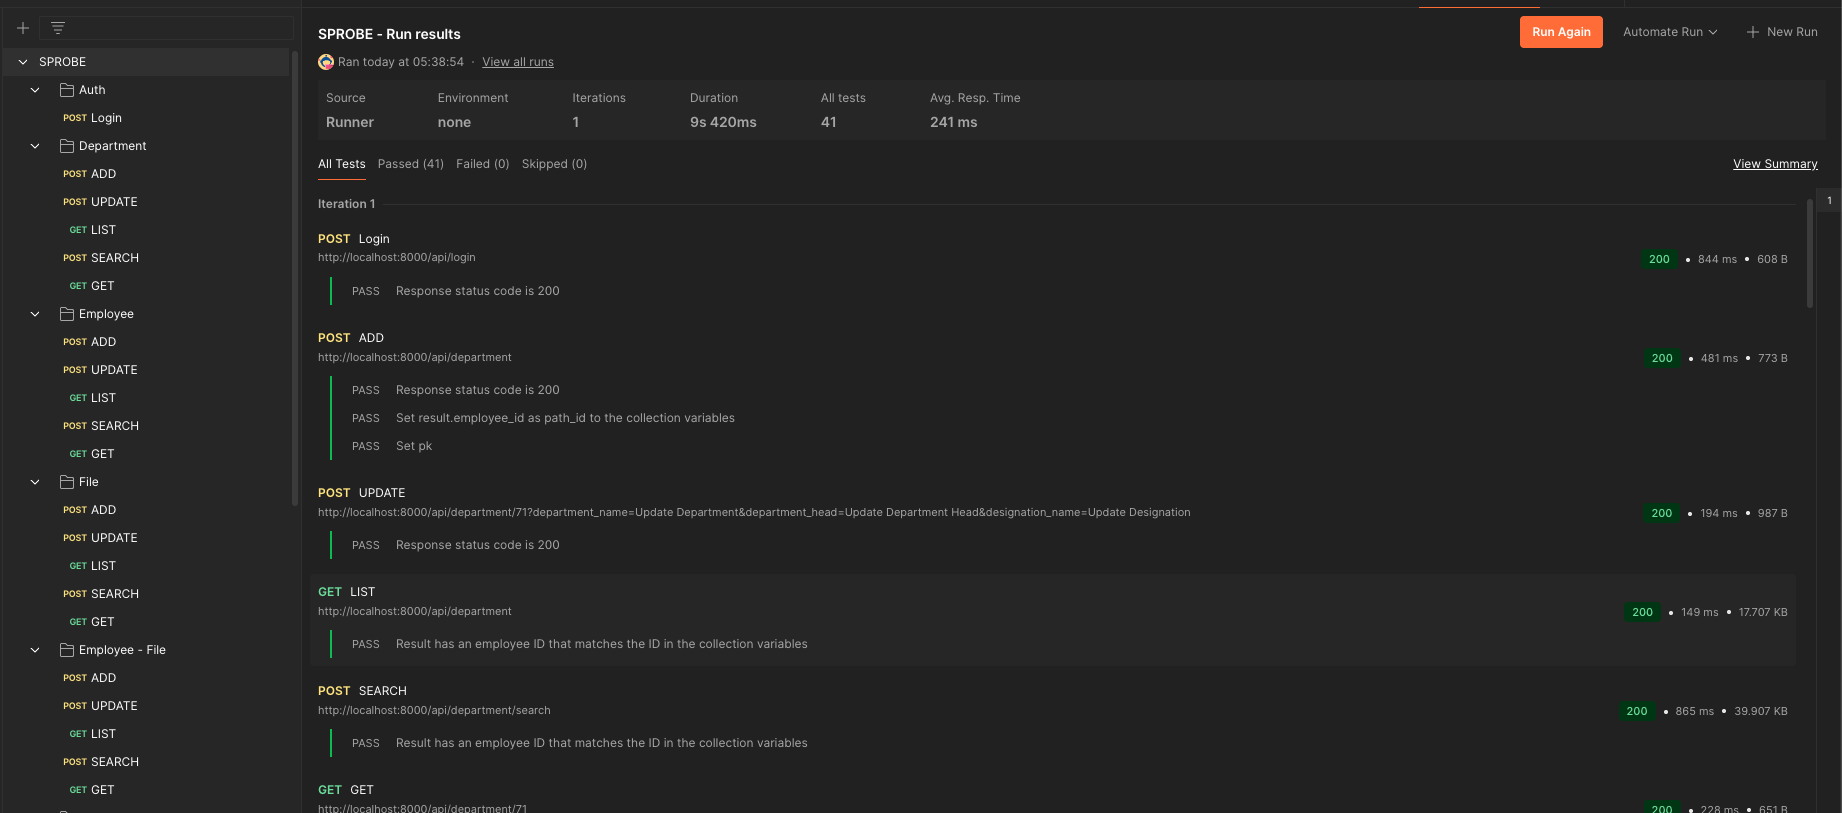 SPROBE
Auth
POST Login
Department
POST ADD
POST UPDATE
GET LIST
POST SEARCH
GET GET
Employee
POST ADD
POST UPDATE
GET LIST
POST SEARCH
GET GET
File
POST ADD
POST UPDATE
GET LIST
POST SEARCH
GET GET
Employee - File
POST ADD
POST UPDATE
GET LIST
POST SEARCH
GET GET
SPROBE - Run results
Run Again Automate Run New Run
Ran today at 05:38:54 · View all runs
Source Environment Iterations Duration All tests Avg. Resp. Time
Runner none 1 9s 420ms 41 241 ms
All Tests Passed (41) Failed (0) Skipped (0) View Summary
Iteration 1
1
POST Login
http://localhost:8000/api/login
200 • 844 ms • 608 B
PASS Response status code is 200
POST ADD
http://localhost:8000/api/department
200 • 481 ms • 773 B
PASS Response status code is 200
PASS Set result.employee_id as path_id to the collection variables
PASS Set pk
POST UPDATE
http://localhost:8000/api/department/71?department_name=Update Department&department_head=Update Department Head&designation_name=Update Designation
200 • 194 ms • 987 B
PASS Response status code is 200
GET LIST
http://localhost:8000/api/department
200 • 149 ms • 17.707 KB
PASS Result has an employee ID that matches the ID in the collection variables
POST SEARCH
http://localhost:8000/api/department/search
200 • 865 ms • 39.907 KB
PASS Result has an employee ID that matches the ID in the collection variables
GET GET
http://localhost:8000/api/department/71
200 • 228 ms • 651 B